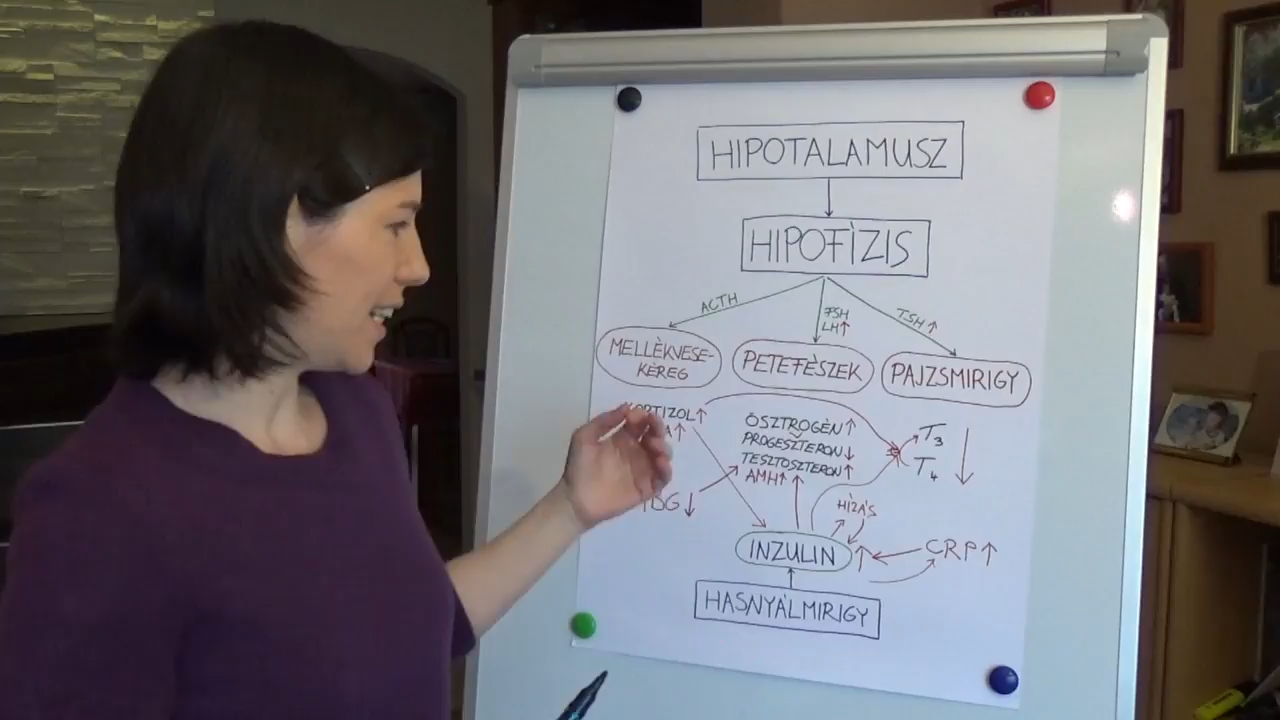 HIPOTALAMUSZ
HIPOFÍZIS
ACTH
FSH
LH↑
TSH↑
MELLÉKVESE-
KÉREG
PETEFÉSZEK
PAJZSMIRIGY
ÖSZTROGÉN↑
PROGESZTERON↓
TESZTOSZTERON↑
AMH↑
T3
T4
HÍZÁS
INZULIN ↑
CRP↑
HASNYÁLMIRIGY